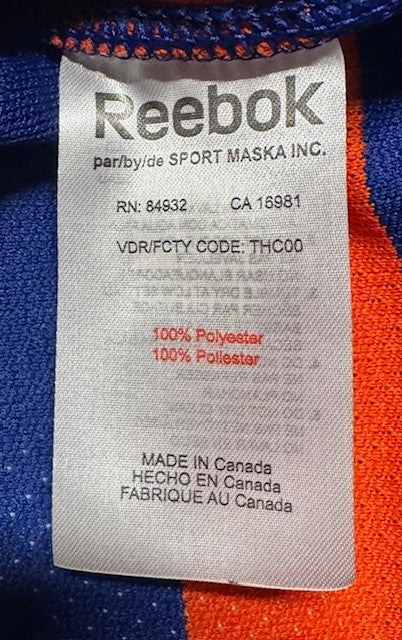 Reebok
par/by/de SPORT MASKA INC.
RN: 84932 CA 16981
VDR/FCTY CODE: THC00
100% Polyester
100% Poliester
MADE IN Canada
HECHO EN Canada
FABRIQUE AU Canada